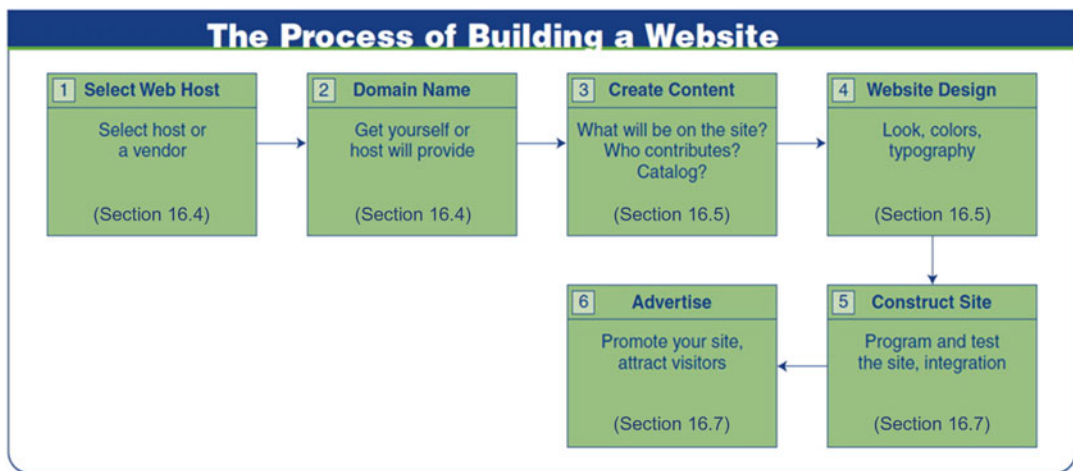 The Process of Building a Website
1 Select Web Host
Select host or
a vendor
(Section 16.4)
2 Domain Name
Get yourself or
host will provide
(Section 16.4)
3 Create Content
What will be on the site?
Who contributes?
Catalog?
(Section 16.5)
4 Website Design
Look, colors,
typography
(Section 16.5)
5 Construct Site
Program and test
the site, integration
(Section 16.7)
6 Advertise
Promote your site,
attract visitors
(Section 16.7)